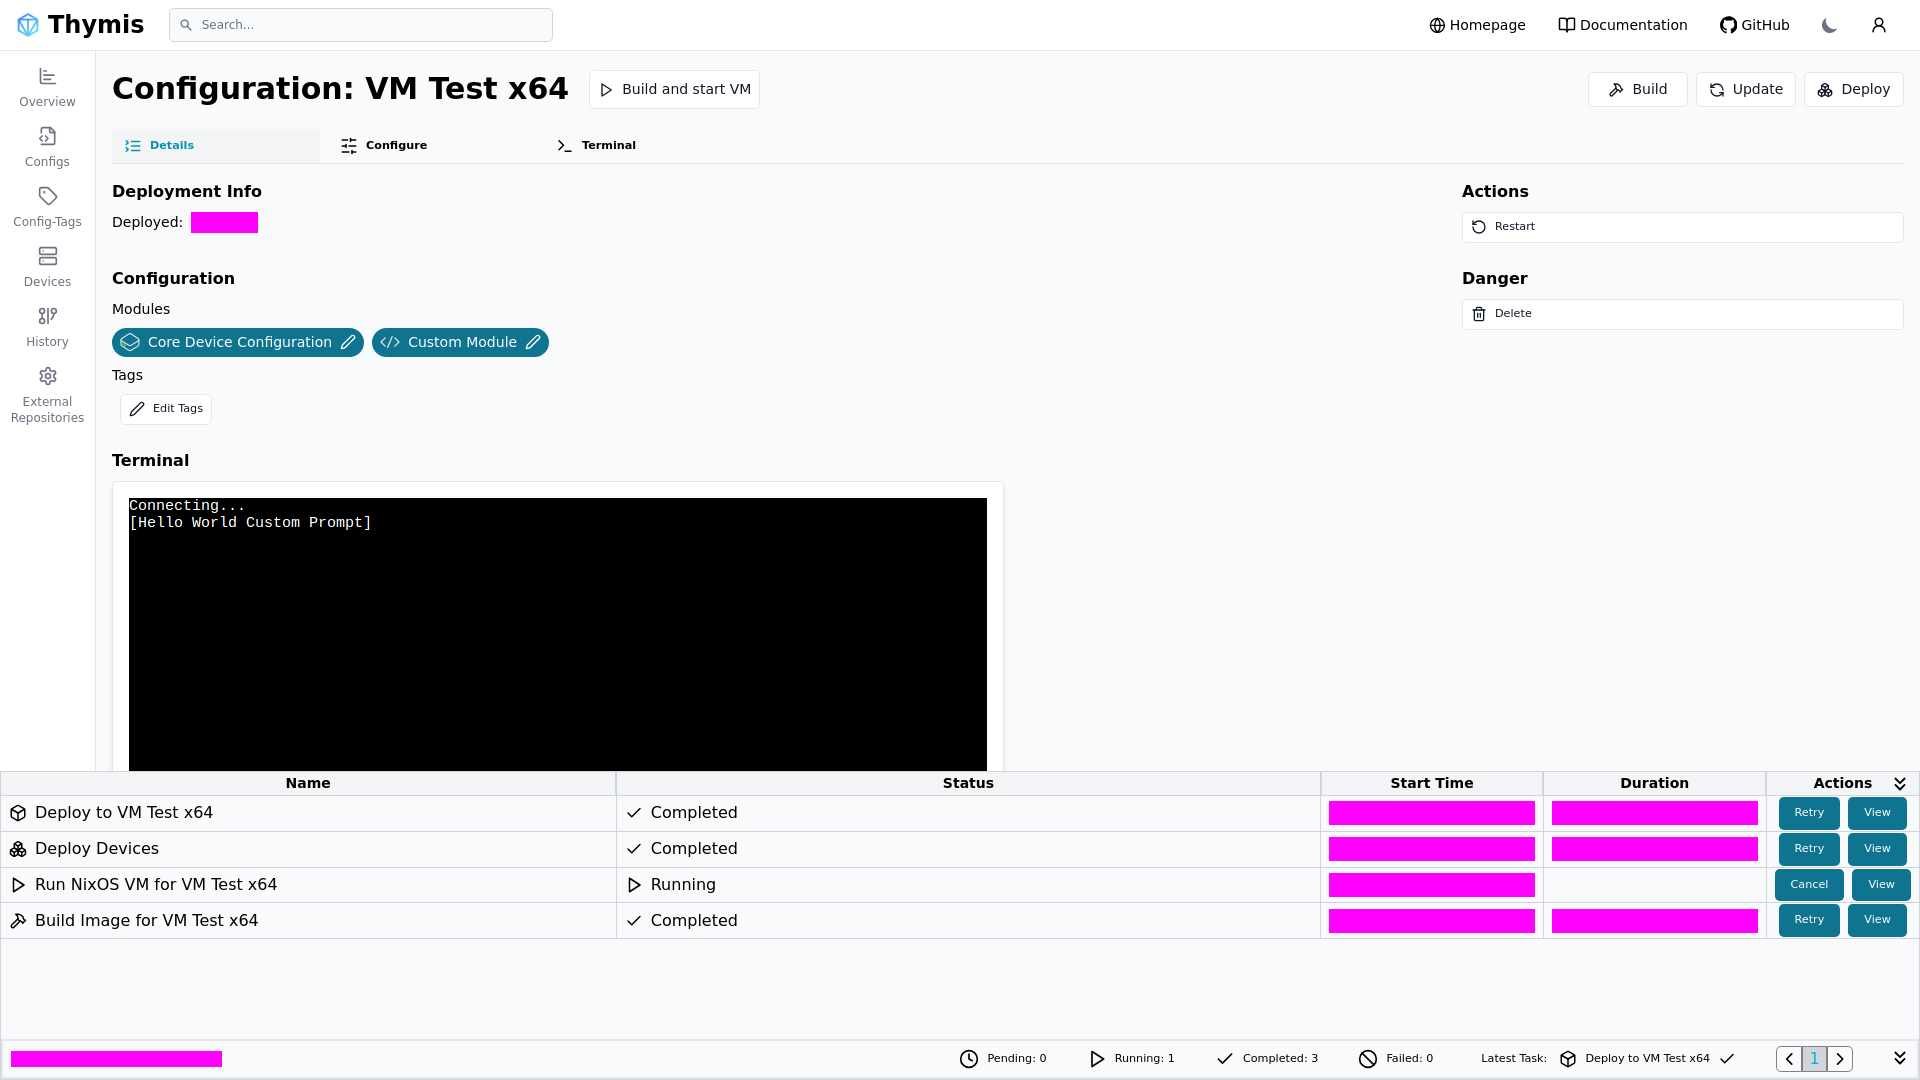 Thymis
Search...
Homepage
Documentation
GitHub
Overview
Configs
Config-Tags
Devices
History
External
Repositories
Configuration: VM Test x64
Build and start VM
Build
Update
Deploy
Details
Configure
Terminal
Deployment Info
Deployed:
Actions
Restart
Configuration
Danger
Modules
Delete
Core Device Configuration
Custom Module
Tags
Edit Tags
Terminal
Connecting...
[Hello World Custom Prompt]
Name Status Start Time Duration Actions
Deploy to VM Test x64 Completed Retry View
Deploy Devices Completed Retry View
Run NixOS VM for VM Test x64 Running Cancel View
Build Image for VM Test x64 Completed Retry View
Pending: 0 Running: 1 Completed: 3 Failed: 0 Latest Task: Deploy to VM Test x64 1